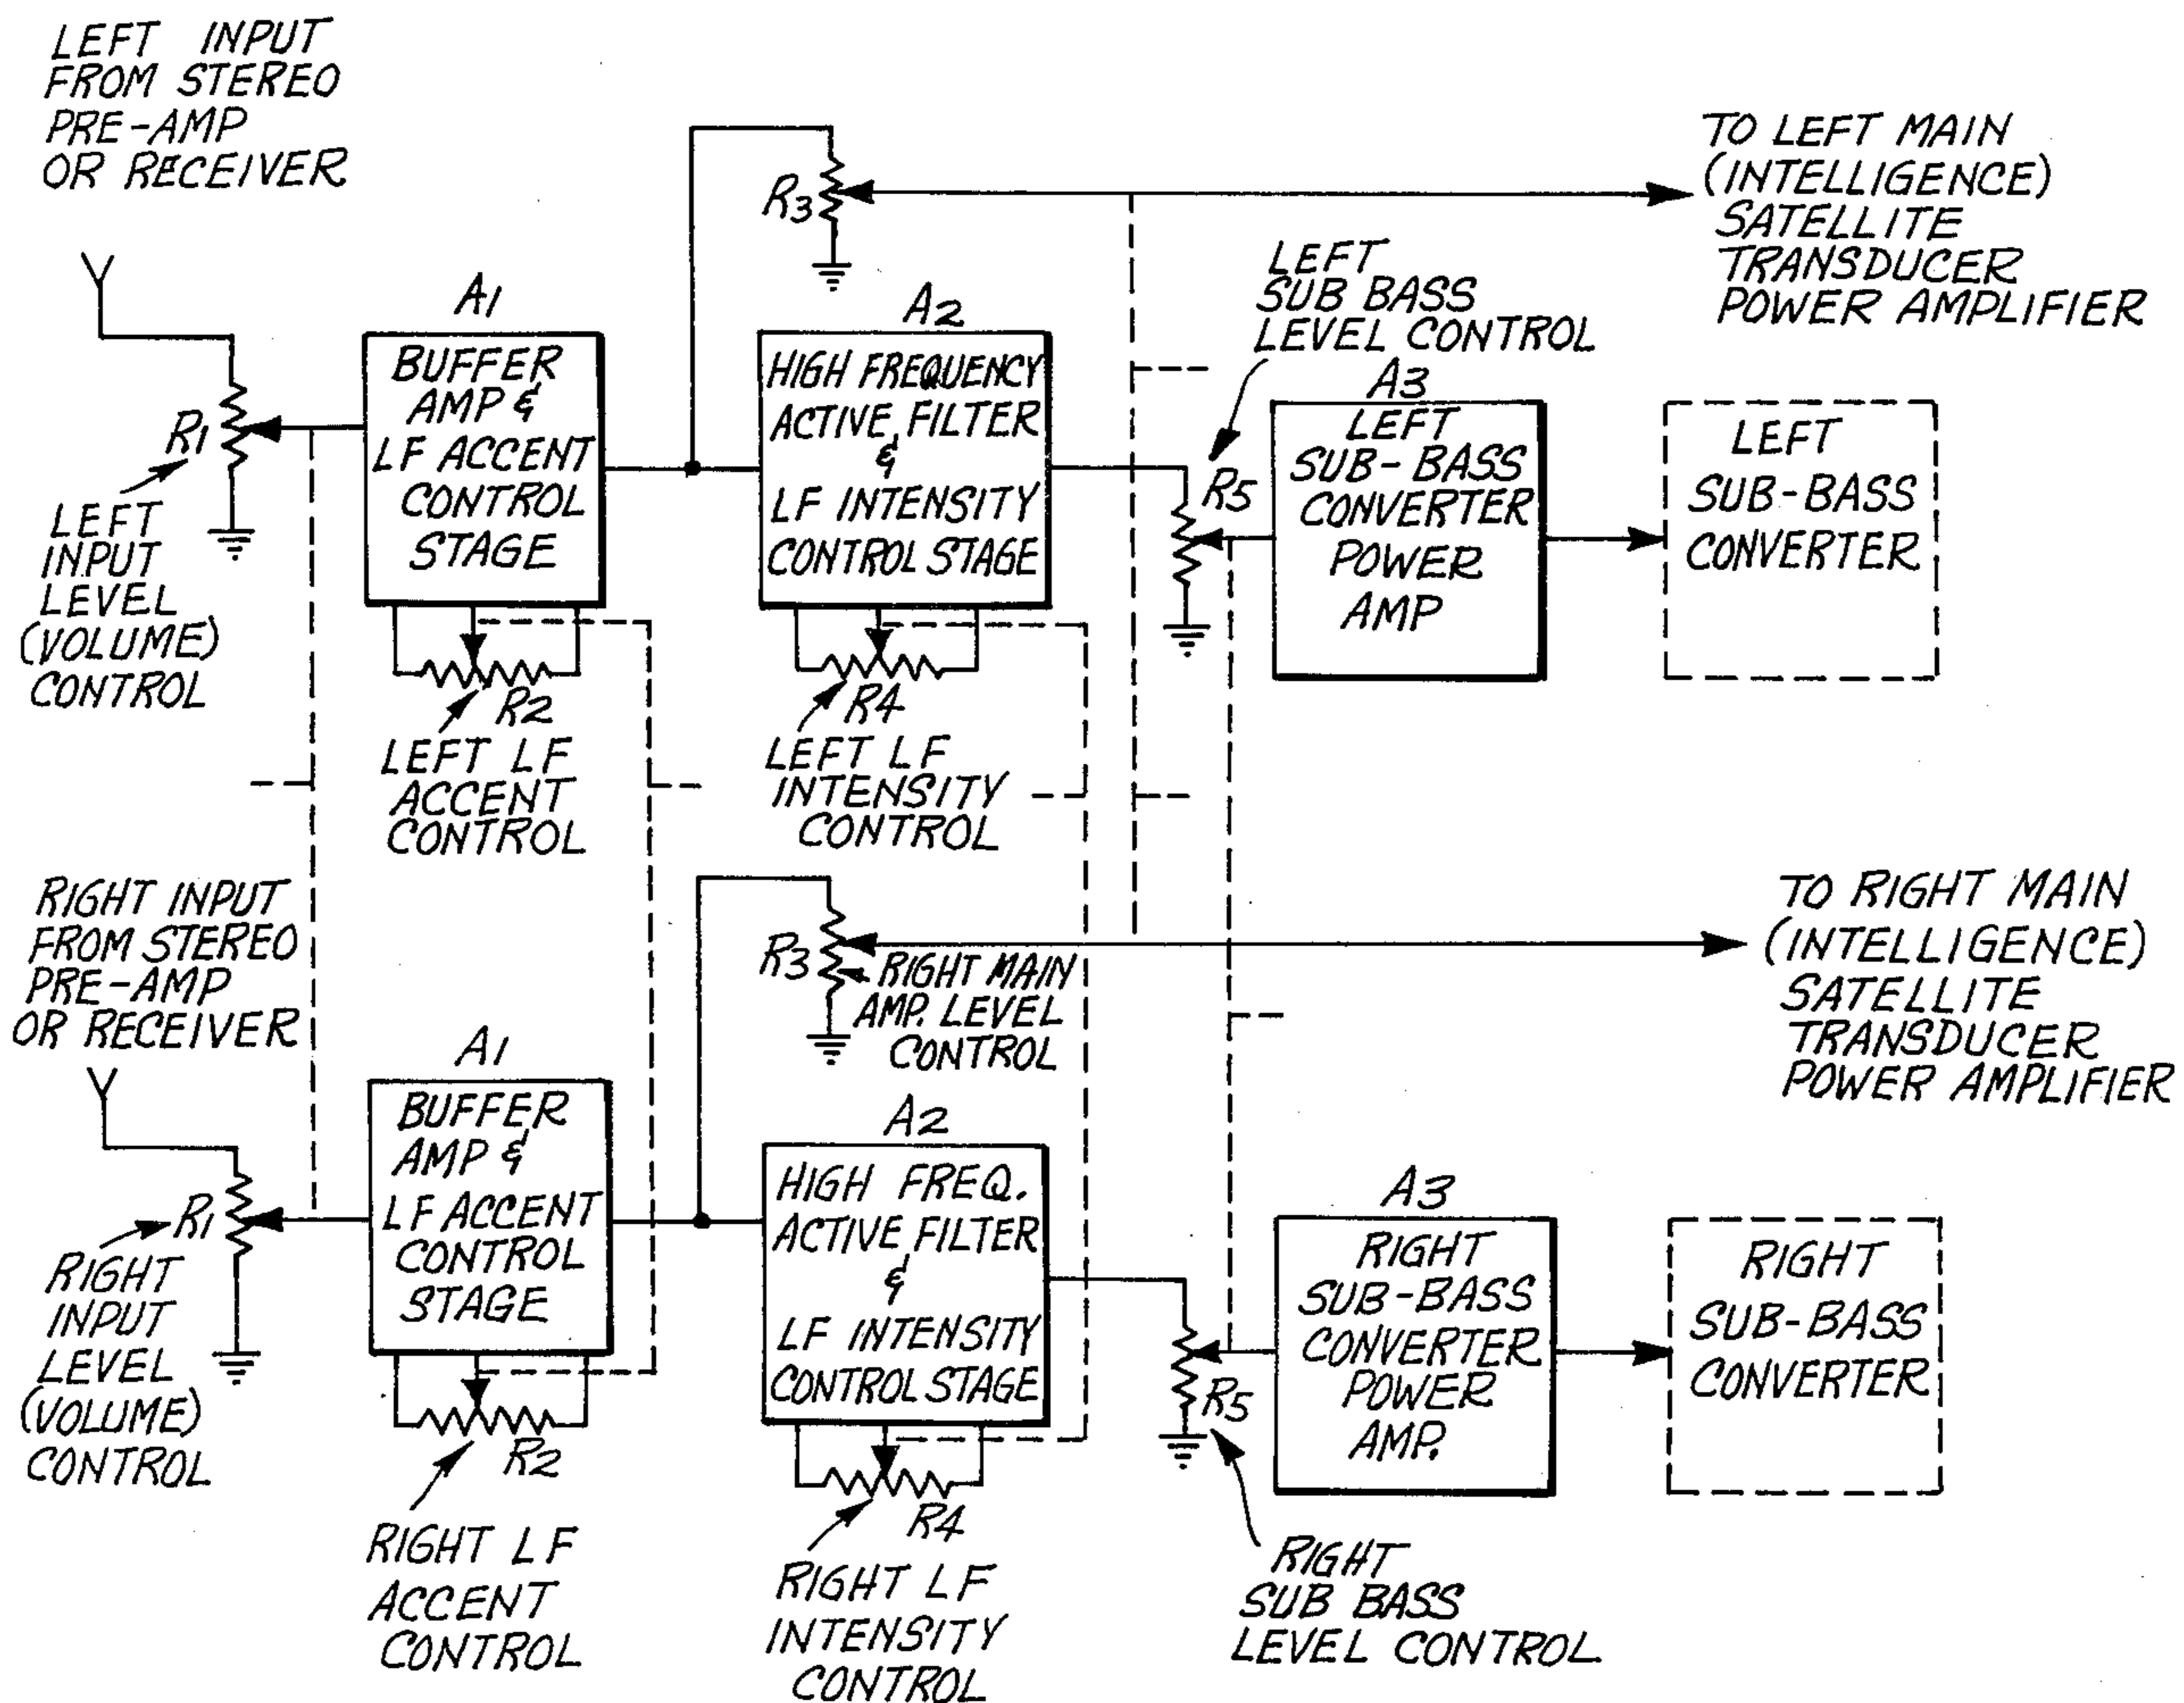 LEFT INPUT
FROM STEREO
PRE-AMP
OR RECEIVER
R1
LEFT
INPUT
LEVEL
(VOLUME)
CONTROL
A1
BUFFER
AMP &
LF ACCENT
CONTROL
STAGE
R2
LEFT LF
ACCENT
CONTROL
R3
A2
HIGH FREQUENCY
ACTIVE FILTER
&
LF INTENSITY
CONTROL STAGE
R4
LEFT LF
INTENSITY
CONTROL
LEFT
SUB BASS
LEVEL CONTROL
R5
A3
LEFT
SUB-BASS
CONVERTER
POWER
AMP
LEFT
SUB-BASS
CONVERTER
TO LEFT MAIN
(INTELLIGENCE)
SATELLITE
TRANSDUCER
POWER AMPLIFIER
RIGHT INPUT
FROM STEREO
PRE-AMP
OR RECEIVER
R1
RIGHT
INPUT
LEVEL
(VOLUME)
CONTROL
A1
BUFFER
AMP &
LF ACCENT
CONTROL
STAGE
R2
RIGHT LF
ACCENT
CONTROL
R3
RIGHT MAIN
AMP. LEVEL
CONTROL
A2
HIGH FREQ.
ACTIVE FILTER
&
LF INTENSITY
CONTROL STAGE
R4
RIGHT LF
INTENSITY
CONTROL
R5
RIGHT
SUB BASS
LEVEL CONTROL
A3
RIGHT
SUB-BASS
CONVERTER
POWER
AMP.
RIGHT
SUB-BASS
CONVERTER
TO RIGHT MAIN
(INTELLIGENCE)
SATELLITE
TRANSDUCER
POWER AMPLIFIER